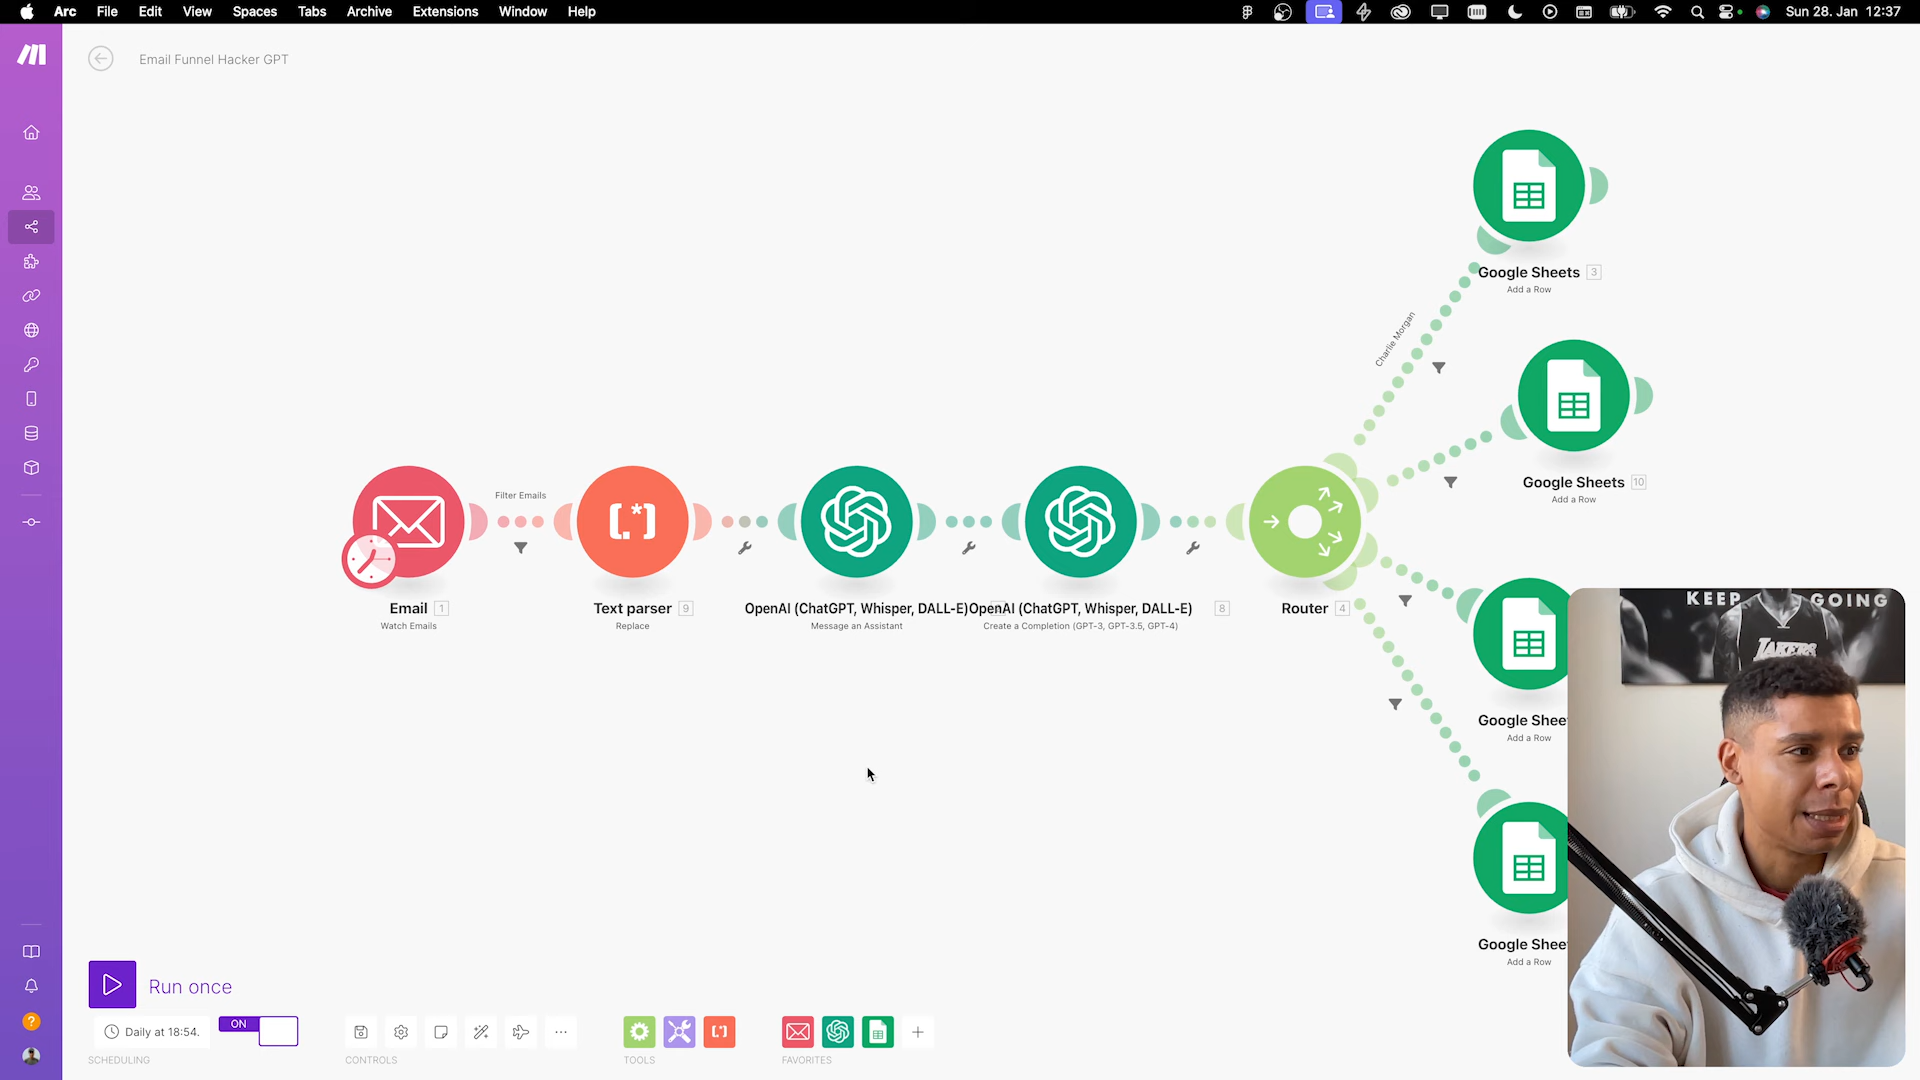 Arc File Edit View Spaces Tabs Archive Extensions Window Help Sun 28. Jan 12:37
Email Funnel Hacker GPT
Google Sheets 3
Add a Row
Charlie Morgan
Google Sheets 10
Add a Row
Filter Emails
[.*]
Email 1
Watch Emails
Text parser 9
Replace
OpenAI (ChatGPT, Whisper, DALL-E)
Message an Assistant
OpenAI (ChatGPT, Whisper, DALL-E) 8
Create a Completion (GPT-3, GPT-3.5, GPT-4)
Router 4
KEEP GOING
LAKERS
Google Shee
Add a Row
Google Shee
Add a Row
Run once
Daily at 18:54. ON
SCHEDULING CONTROLS TOOLS FAVORITES